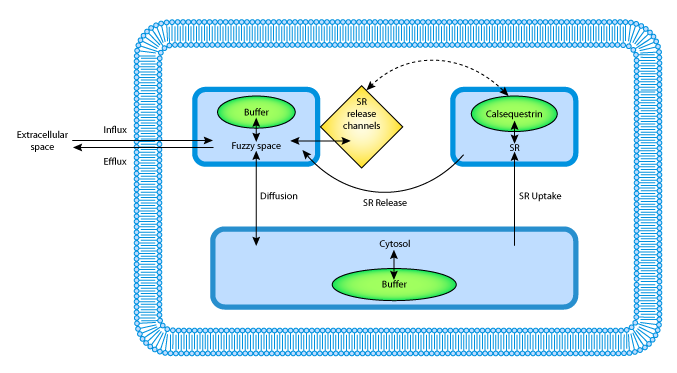 Extracellular
space
Influx
Efflux
Buffer
Fuzzy space
SR
release
channels
Calsequestrin
SR
Diffusion
SR Release
SR Uptake
Cytosol
Buffer